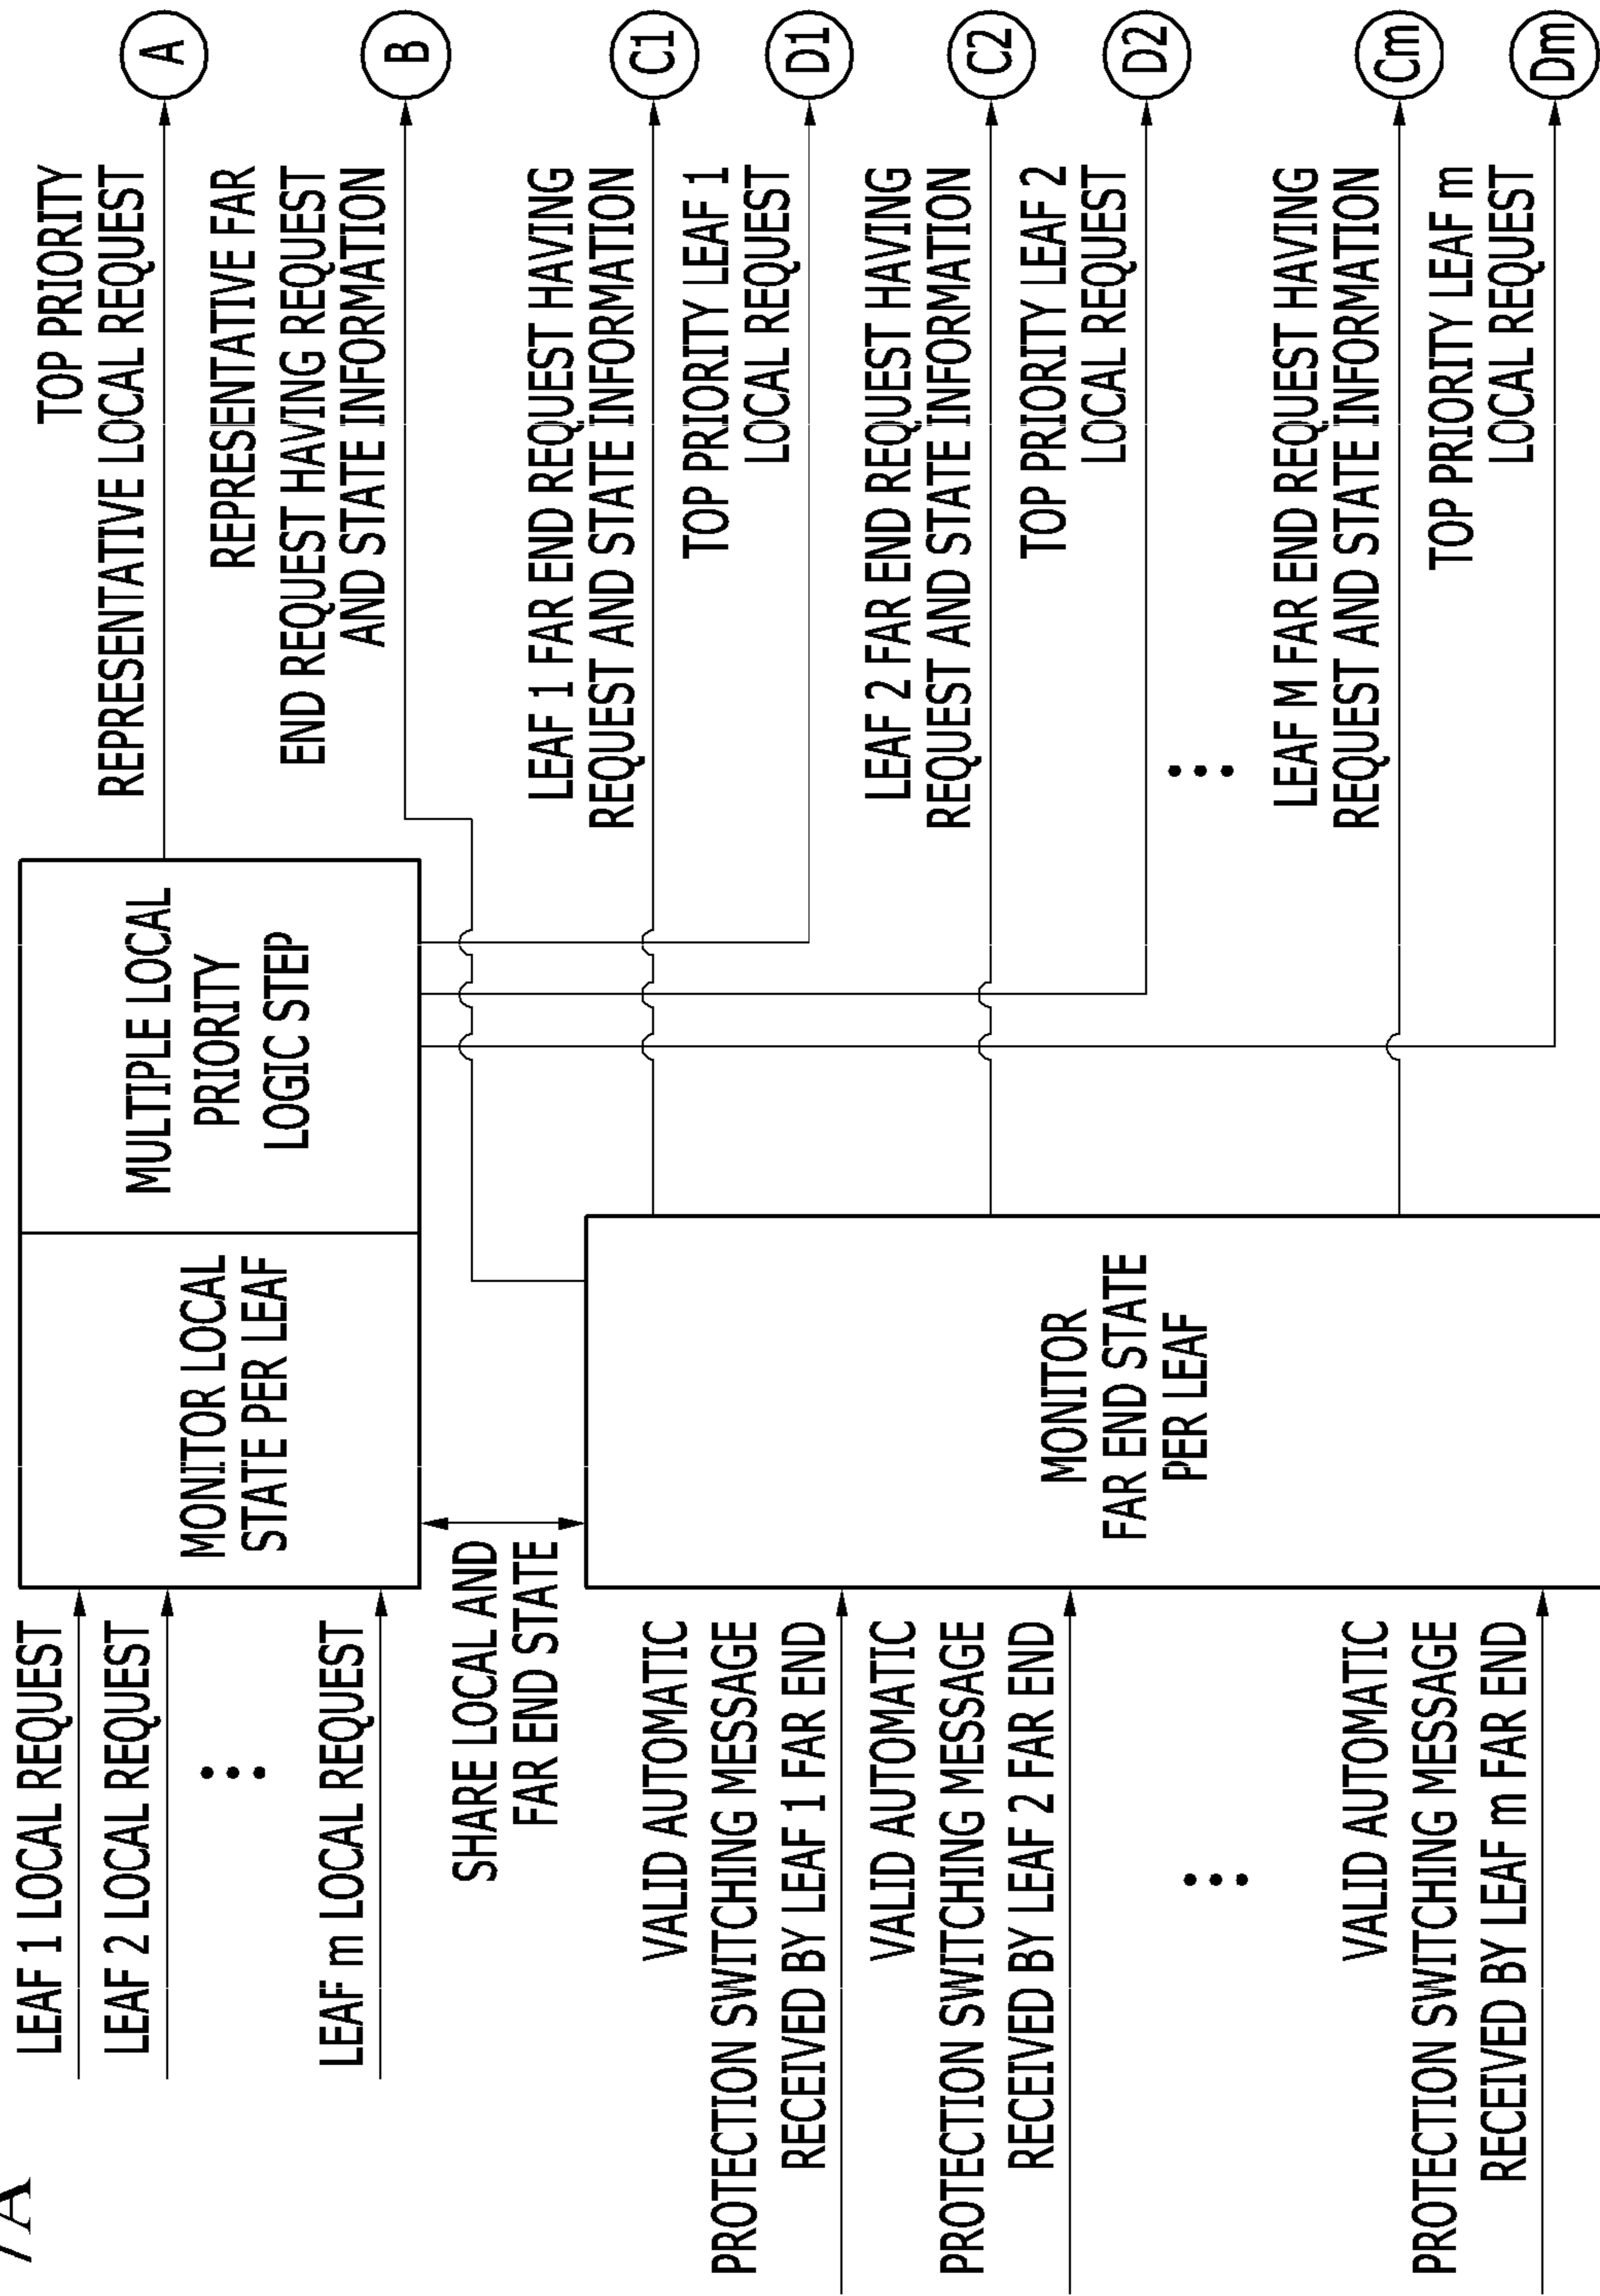 7A
LEAF 1 LOCAL REQUEST
LEAF 2 LOCAL REQUEST
LEAF m LOCAL REQUEST
MONITOR LOCAL
STATE PER LEAF
MULTIPLE LOCAL
PRIORITY
LOGIC STEP
TOP PRIORITY
REPRESENTATIVE LOCAL REQUEST
A
REPRESENTATIVE FAR
END REQUEST HAVING REQUEST
AND STATE INFORMATION
B
SHARE LOCAL AND
FAR END STATE
VALID AUTOMATIC
PROTECTION SWITCHING MESSAGE
RECEIVED BY LEAF 1 FAR END
VALID AUTOMATIC
PROTECTION SWITCHING MESSAGE
RECEIVED BY LEAF 2 FAR END
VALID AUTOMATIC
PROTECTION SWITCHING MESSAGE
RECEIVED BY LEAF m FAR END
MONITOR
FAR END STATE
PER LEAF
LEAF 1 FAR END REQUEST HAVING
REQUEST AND STATE INFORMATION
C1
TOP PRIORITY LEAF 1
LOCAL REQUEST
D1
LEAF 2 FAR END REQUEST HAVING
REQUEST AND STATE INFORMATION
C2
TOP PRIORITY LEAF 2
LOCAL REQUEST
D2
LEAF M FAR END REQUEST HAVING
REQUEST AND STATE INFORMATION
Cm
TOP PRIORITY LEAF m
LOCAL REQUEST
Dm